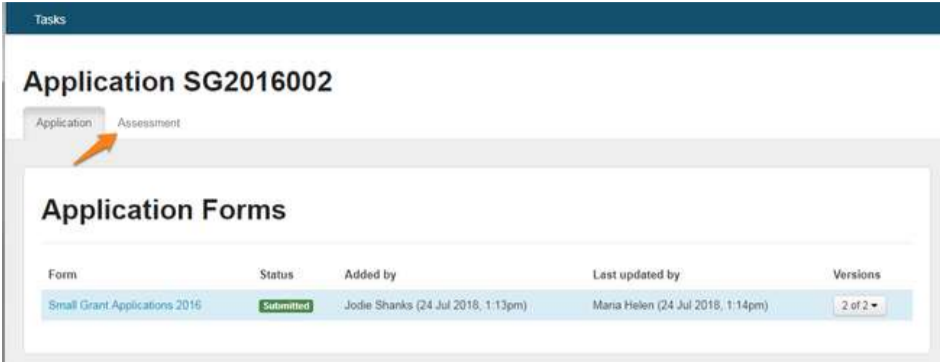 Tasks
Application SG2016002
Application Assessment
Application Forms
Form Status Added by Last updated by Versions
Small Grant Applications 2016 Submitted Jodie Shanks (24 Jul 2018, 1:13pm) Maria Helen (24 Jul 2018, 1:14pm) 2 of 2